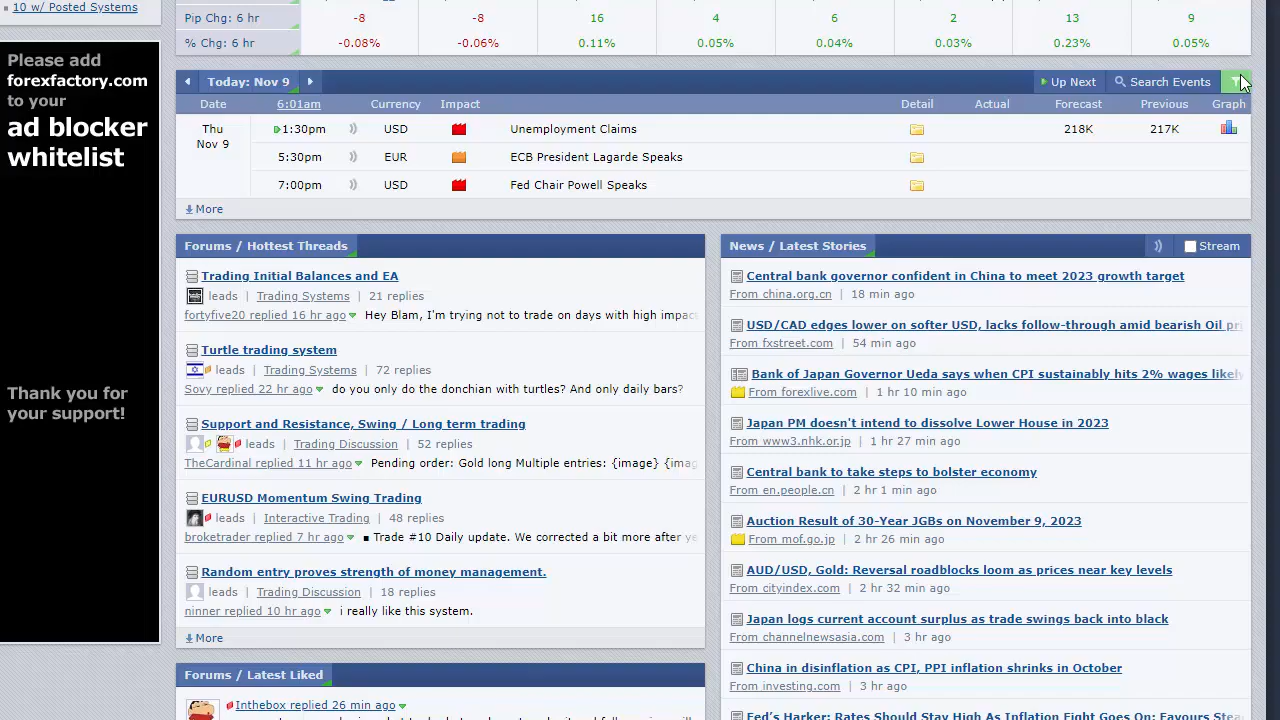 10 w/ Posted Systems
Please add
forexfactory.com
to your
ad blocker
whitelist
Thank you for
your support!
Pip Chg: 6 hr -8 -8 16 4 6 2 13 9
% Chg: 6 hr -0.08% -0.06% 0.11% 0.05% 0.04% 0.03% 0.23% 0.05%
Today: Nov 9 Up Next Search Events
Date 6:01am Currency Impact Detail Actual Forecast Previous Graph
Thu
Nov 9
1:30pm USD Unemployment Claims 218K 217K
5:30pm EUR ECB President Lagarde Speaks
7:00pm USD Fed Chair Powell Speaks
More
Forums / Hottest Threads
Trading Initial Balances and EA
leads | Trading Systems | 21 replies
fortyfive20 replied 16 hr ago Hey Blam, I'm trying not to trade on days with high impac
Turtle trading system
leads | Trading Systems | 72 replies
Sovy replied 22 hr ago do you only do the donchian with turtles? And only daily bars?
Support and Resistance, Swing / Long term trading
leads | Trading Discussion | 52 replies
TheCardinal replied 11 hr ago Pending order: Gold long Multiple entries: {image} {imag
EURUSD Momentum Swing Trading
leads | Interactive Trading | 48 replies
broketrader replied 7 hr ago ▪ Trade #10 Daily update. We corrected a bit more after ye
Random entry proves strength of money management.
leads | Trading Discussion | 18 replies
ninner replied 10 hr ago i really like this system.
More
Forums / Latest Liked
Inthebox replied 26 min ago
News / Latest Stories Stream
Central bank governor confident in China to meet 2023 growth target
From china.org.cn | 18 min ago
USD/CAD edges lower on softer USD, lacks follow-through amid bearish Oil pri
From fxstreet.com | 54 min ago
Bank of Japan Governor Ueda says when CPI sustainably hits 2% wages likely
From forexlive.com | 1 hr 10 min ago
Japan PM doesn't intend to dissolve Lower House in 2023
From www3.nhk.or.jp | 1 hr 27 min ago
Central bank to take steps to bolster economy
From en.people.cn | 2 hr 1 min ago
Auction Result of 30-Year JGBs on November 9, 2023
From mof.go.jp | 2 hr 26 min ago
AUD/USD, Gold: Reversal roadblocks loom as prices near key levels
From cityindex.com | 2 hr 32 min ago
Japan logs current account surplus as trade swings back into black
From channelnewsasia.com | 3 hr ago
China in disinflation as CPI, PPI inflation shrinks in October
From investing.com | 3 hr ago
Fed's Harker: Rates Should Stay High As Inflation Fight Goes On; Favours Stea